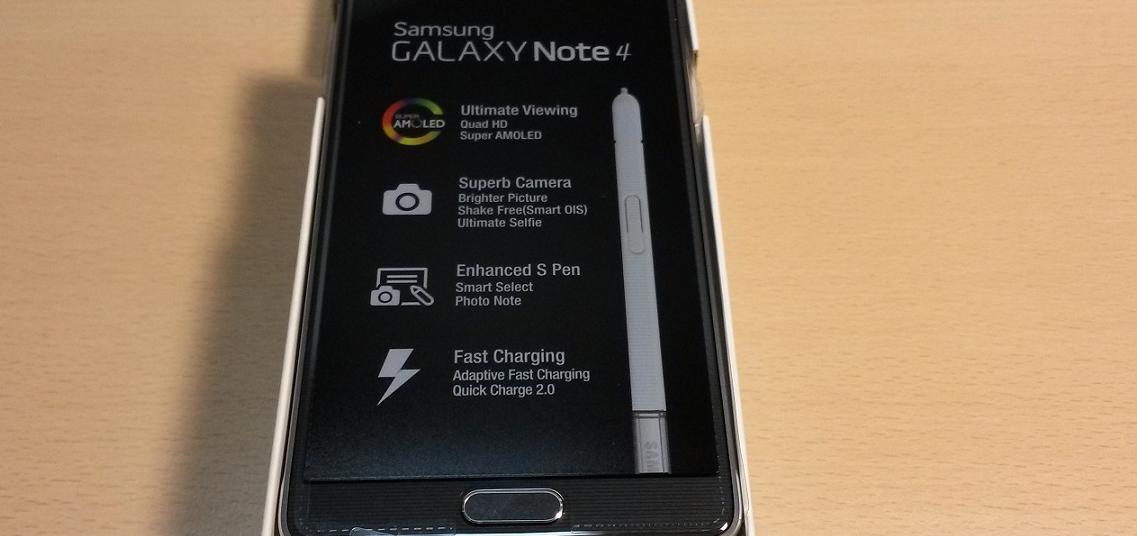 Samsung
GALAXY Note 4
SUPER
AMOLED
Ultimate Viewing
Quad HD
Super AMOLED
Superb Camera
Brighter Picture
Shake Free(Smart OIS)
Ultimate Selfie
Enhanced S Pen
Smart Select
Photo Note
Fast Charging
Adaptive Fast Charging
Quick Charge 2.0
SAM